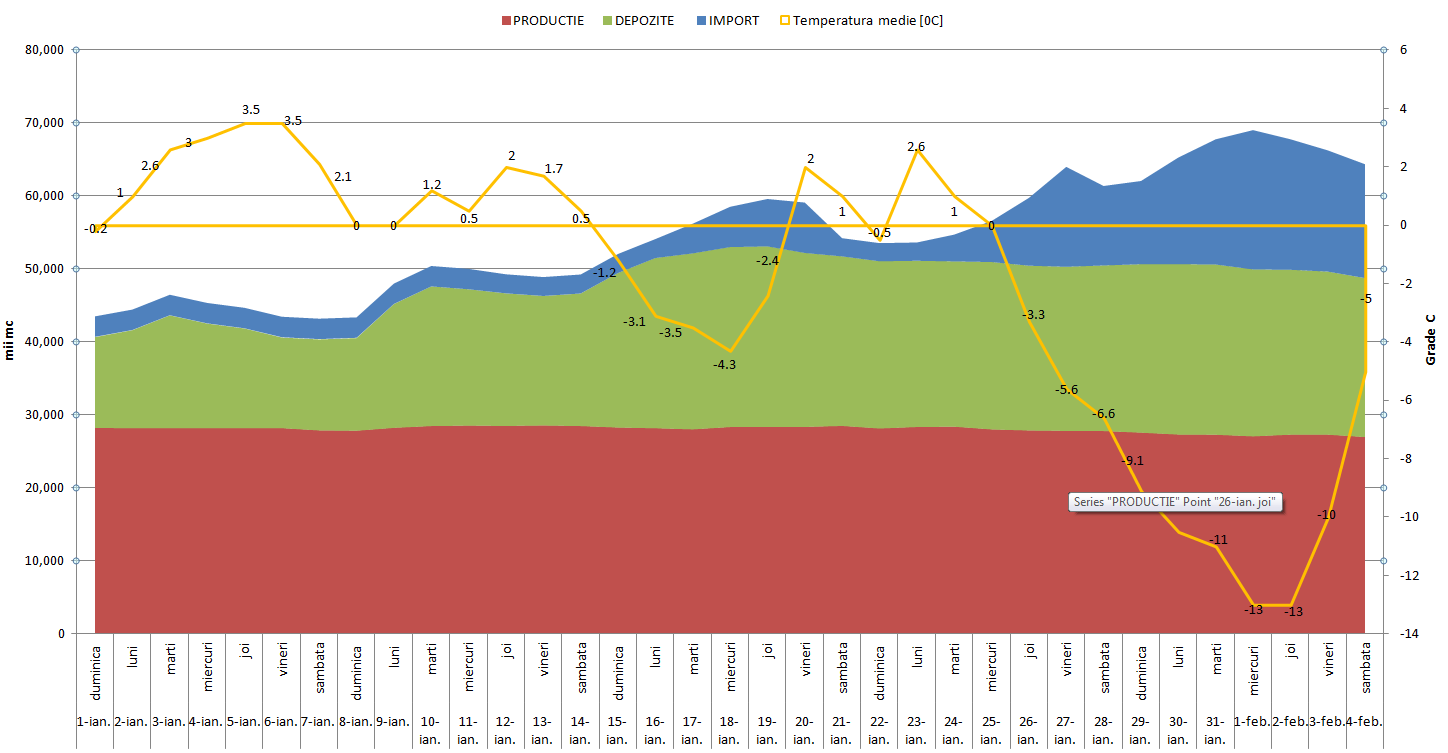 PRODUCTIE DEPOZITE IMPORT Temperatura medie [0C]
80,000 6
70,000 4
60,000 2
50,000 0
40,000 -2
30,000 -4
20,000 -6
10,000 -8
0 -10
-12
-14
mii mc
Grade C
-0.2 1 2.6 3 3.5 3.5 2.1 0 0 1.2 0.5 2 1.7 0.5 -1.2 -3.1 -3.5 -4.3 -2.4 2 1 -0.5 2.6 1 0 -3.3 -5.6 -6.6 -9.1 -11 -13 -13 -10 -5
Series "PRODUCTIE" Point "26-ian. joi"
duminica luni marti miercuri joi vineri sambata duminica luni marti miercuri joi vineri sambata duminica luni marti miercuri joi vineri sambata duminica luni marti miercuri joi vineri sambata duminica luni marti miercuri joi vineri sambata
1-ian. 2-ian. 3-ian. 4-ian. 5-ian. 6-ian. 7-ian. 8-ian. 9-ian. 10- 11- 12- 13- 14- 15- 16- 17- 18- 19- 20- 21- 22- 23- 24- 25- 26- 27- 28- 29- 30- 31- 1-feb. 2-feb. 3-feb. 4-feb.
ian. ian. ian. ian. ian. ian. ian. ian. ian. ian. ian. ian. ian. ian. ian. ian. ian. ian. ian. ian. ian. ian.